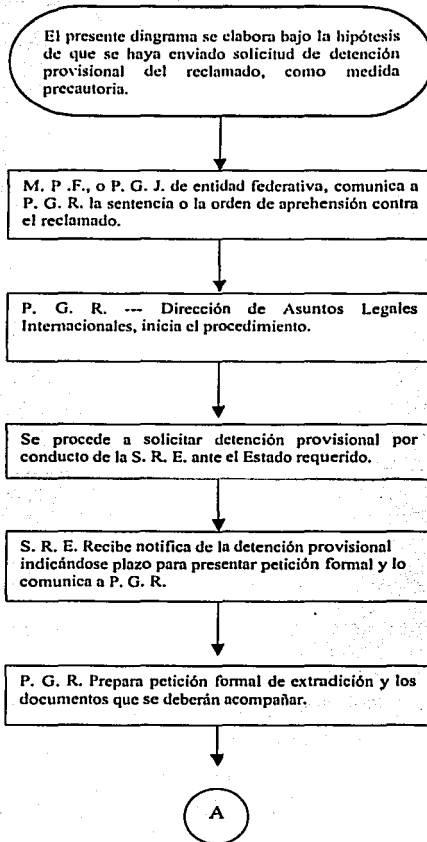 El presente diagrama se elabora bajo la hipótesis
de que se haya enviado solicitud de detención
provisional del reclamado, como medida
precautoria.
M. P .F., o P. G. J. de entidad federativa, comunica a
P. G. R. la sentencia o la orden de aprehensión contra
el reclamado.
P. G. R. --- Dirección de Asuntos Legales
Internacionales, inicia el procedimiento.
Se procede a solicitar detención provisional por
conducto de la S. R. E. ante el Estado requerido.
S. R. E. Recibe notifica de la detención provisional
indicándose plazo para presentar petición formal y lo
comunica a P. G. R.
P. G. R. Prepara petición formal de extradición y los
documentos que se deberán acompañar.
A